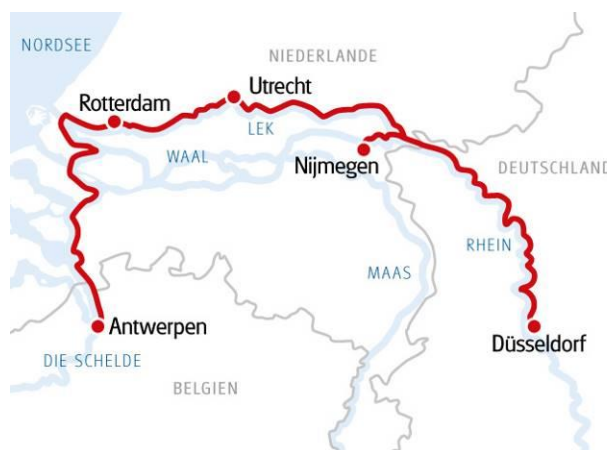 NORDSEE
NIEDERLANDE
Utrecht
Rotterdam
LEK
WAAL
Nijmegen
DEUTSCHLAND
RHEIN
MAAS
Antwerpen
Düsseldorf
DIE SCHELDE
BELGIEN